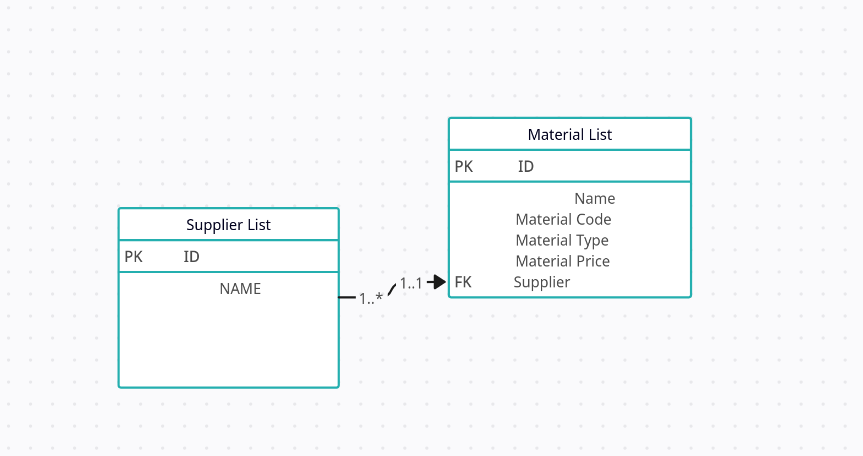 Supplier List
PK ID
NAME
1..*
1..1
Material List
PK ID
Name
Material Code
Material Type
Material Price
FK Supplier